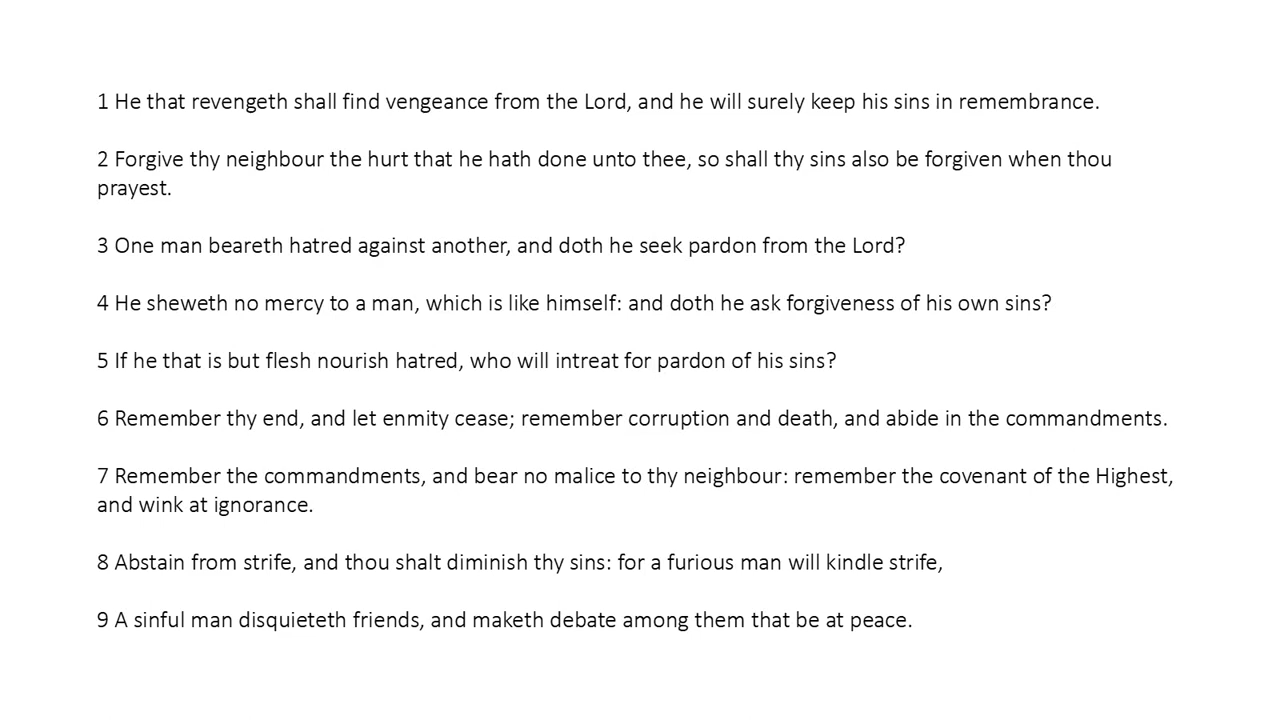 1 He that revengeth shall find vengeance from the Lord, and he will surely keep his sins in remembrance.
2 Forgive thy neighbour the hurt that he hath done unto thee, so shall thy sins also be forgiven when thou
prayest.
3 One man beareth hatred against another, and doth he seek pardon from the Lord?
4 He sheweth no mercy to a man, which is like himself: and doth he ask forgiveness of his own sins?
5 If he that is but flesh nourish hatred, who will intreat for pardon of his sins?
6 Remember thy end, and let enmity cease; remember corruption and death, and abide in the commandments.
7 Remember the commandments, and bear no malice to thy neighbour: remember the covenant of the Highest,
and wink at ignorance.
8 Abstain from strife, and thou shalt diminish thy sins: for a furious man will kindle strife,
9 A sinful man disquieteth friends, and maketh debate among them that be at peace.